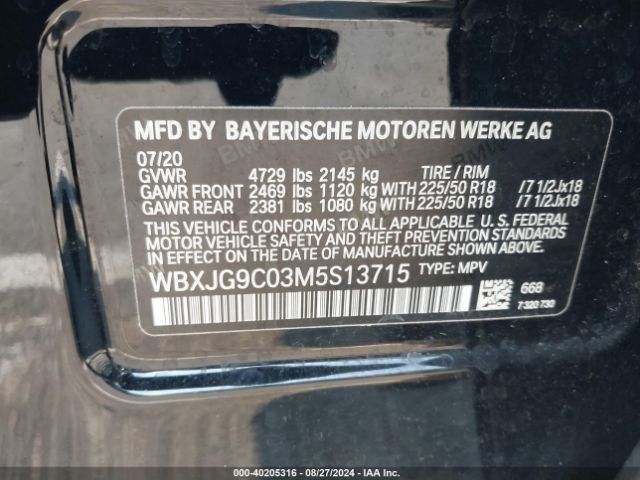 MFD BY BAYERISCHE MOTOREN WERKE AG
07/20
GVWR 4729 lbs 2145 kg TIRE / RIM
GAWR FRONT 2469 lbs 1120 kg WITH 225/50 R18 /7 1/2Jx18
GAWR REAR 2381 lbs 1080 kg WITH 225/50 R18 /7 1/2Jx18
THIS VEHICLE CONFORMS TO ALL APPLICABLE U. S. FEDERAL
MOTOR VEHICLE SAFETY AND THEFT PREVENTION STANDARDS
IN EFFECT ON THE DATE OF MANUFACTURE SHOWN ABOVE.
WBXJG9C03M5S13715 TYPE: MPV
668
7 320 730
000-40205316 - 08/27/2024 - IAA Inc.